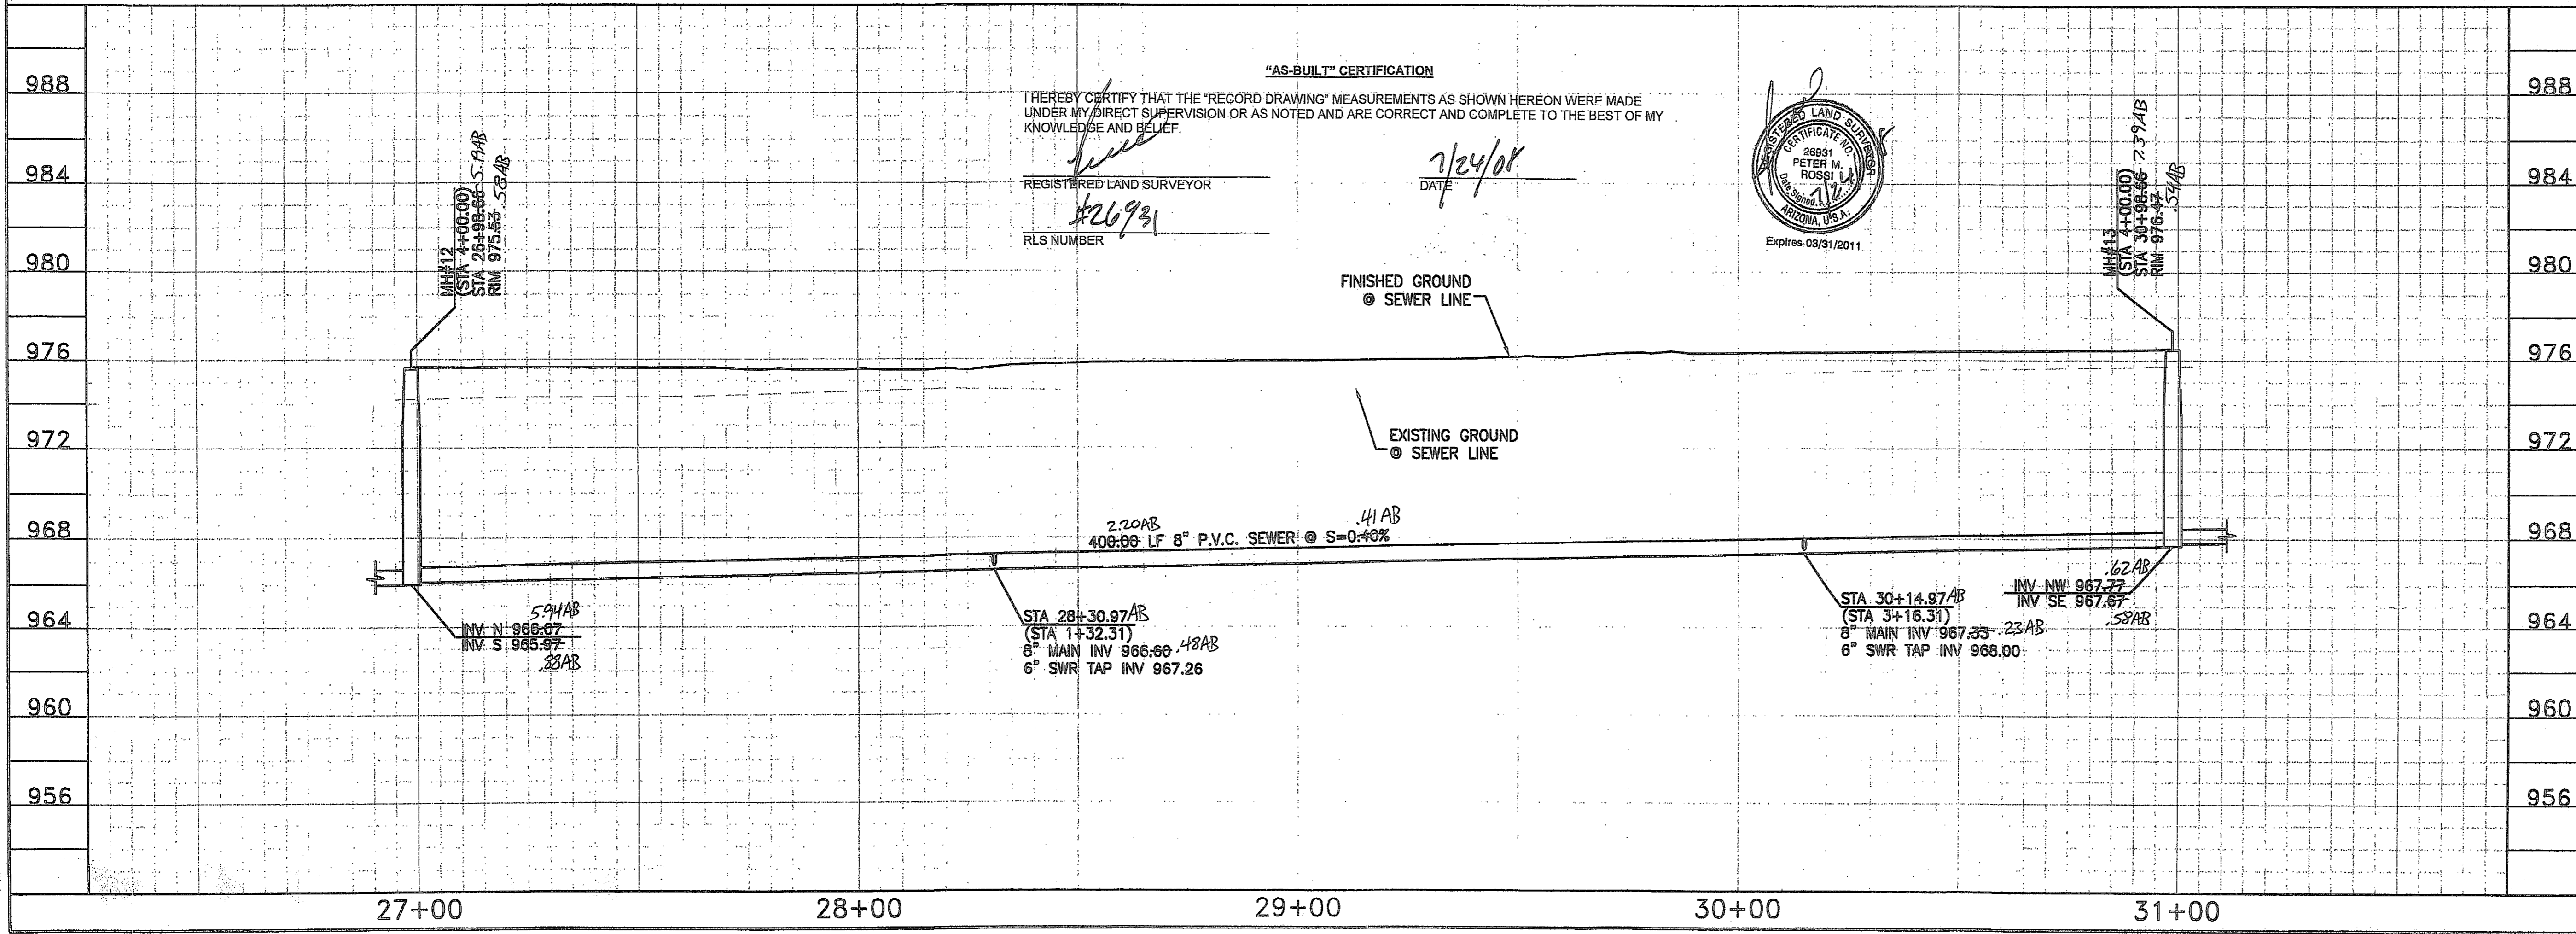 "AS-BUILT" CERTIFICATION
I HEREBY CERTIFY THAT THE "RECORD DRAWING" MEASUREMENTS AS SHOWN HEREON WERE MADE
UNDER MY DIRECT SUPERVISION OR AS NOTED AND ARE CORRECT AND COMPLETE TO THE BEST OF MY
KNOWLEDGE AND BELIEF.
REGISTERED LAND SURVEYOR
7/24/08
DATE
#26931
RLS NUMBER
REGISTERED LAND SURVEYOR
CERTIFICATE NO.
26931
PETER M.
ROSSI
Date Signed
7/24
ARIZONA, U.S.A.
Expires 03/31/2011
988
984
980
976
972
968
964
960
956
988
984
980
976
972
968
964
960
956
MH#12
(STA 4+00.00)
STA 26+98.66 5.19AB
RIM 975.53 .58AB
MH#13
(STA 4+00.00)
STA 30+98.66 7.39AB
RIM 976.47 .54AB
FINISHED GROUND
@ SEWER LINE
EXISTING GROUND
@ SEWER LINE
2.20AB .41AB
400.00 LF 8" P.V.C. SEWER @ S=0.40%
5.94AB
INV N 966.07
INV S 965.97
.88AB
STA 28+30.97AB
(STA 1+32.31)
8" MAIN INV 966.60 .48AB
6" SWR TAP INV 967.26
STA 30+14.97AB
(STA 3+16.31)
8" MAIN INV 967.33 .23AB
6" SWR TAP INV 968.00
.62AB
INV NW 967.77
INV SE 967.67
.58AB
27+00 28+00 29+00 30+00 31+00